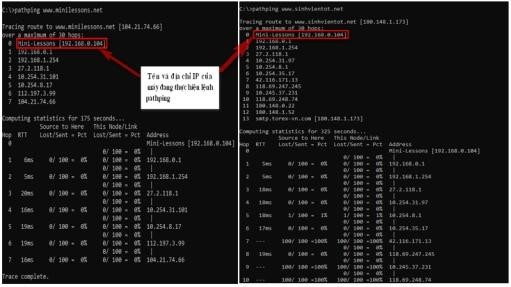 C:\>pathping www.minilessons.net
Tracing route to www.minilessons.net [104.21.74.66]
over a maximum of 30 hops:
0 Mini-Lessons [192.168.0.104]
1 192.168.0.1
2 192.168.1.254
3 27.2.118.1
4 10.254.31.101
5 10.254.8.17
6 112.197.3.99
7 104.21.74.66
Computing statistics for 175 seconds...
Source to Here This Node/Link
Hop RTT Lost/Sent = Pct Lost/Sent = Pct Address
0 Mini-Lessons [192.168.0.104]
0/ 100 = 0% |
1 6ms 0/ 100 = 0% 0/ 100 = 0% 192.168.0.1
0/ 100 = 0% |
2 5ms 0/ 100 = 0% 0/ 100 = 0% 192.168.1.254
0/ 100 = 0% |
3 20ms 0/ 100 = 0% 0/ 100 = 0% 27.2.118.1
0/ 100 = 0% |
4 16ms 0/ 100 = 0% 0/ 100 = 0% 10.254.31.101
0/ 100 = 0% |
5 19ms 0/ 100 = 0% 0/ 100 = 0% 10.254.8.17
0/ 100 = 0% |
6 19ms 0/ 100 = 0% 0/ 100 = 0% 112.197.3.99
0/ 100 = 0% |
7 16ms 0/ 100 = 0% 0/ 100 = 0% 104.21.74.66
Trace complete.
Tên và địa chỉ IP của
máy đang thực hiện lệnh
pathping
C:\>pathping www.sinhvientot.net
Tracing route to www.sinhvientot.net [180.148.1.173]
over a maximum of 30 hops:
0 Mini-Lessons [192.168.0.104]
1 192.168.0.1
2 192.168.1.254
3 27.2.118.1
4 10.254.31.97
5 10.254.8.1
6 10.254.35.17
7 42.116.171.13
8 118.69.247.245
9 10.245.37.231
10 118.69.248.74
11 180.148.0.22
12 180.148.1.52
13 smtp.torex-vn.com [180.148.1.173]
Computing statistics for 325 seconds...
Source to Here This Node/Link
Hop RTT Lost/Sent = Pct Lost/Sent = Pct Address
0 Mini-Lessons [192.168.0.104]
0/ 100 = 0% |
1 5ms 0/ 100 = 0% 0/ 100 = 0% 192.168.0.1
0/ 100 = 0% |
2 5ms 0/ 100 = 0% 0/ 100 = 0% 192.168.1.254
0/ 100 = 0% |
3 18ms 0/ 100 = 0% 0/ 100 = 0% 27.2.118.1
0/ 100 = 0% |
4 18ms 0/ 100 = 0% 0/ 100 = 0% 10.254.31.97
0/ 100 = 0% |
5 18ms 1/ 100 = 1% 1/ 100 = 1% 10.254.8.1
0/ 100 = 0% |
6 17ms 0/ 100 = 0% 0/ 100 = 0% 10.254.35.17
0/ 100 = 0% |
7 --- 100/ 100 =100% 100/ 100 =100% 42.116.171.13
0/ 100 = 0% |
8 19ms 0/ 100 = 0% 0/ 100 = 0% 118.69.247.245
0/ 100 = 0% |
9 --- 100/ 100 =100% 100/ 100 =100% 10.245.37.231
0/ 100 = 0% |
10 --- 100/ 100 =100% 100/ 100 =100% 118.69.248.74